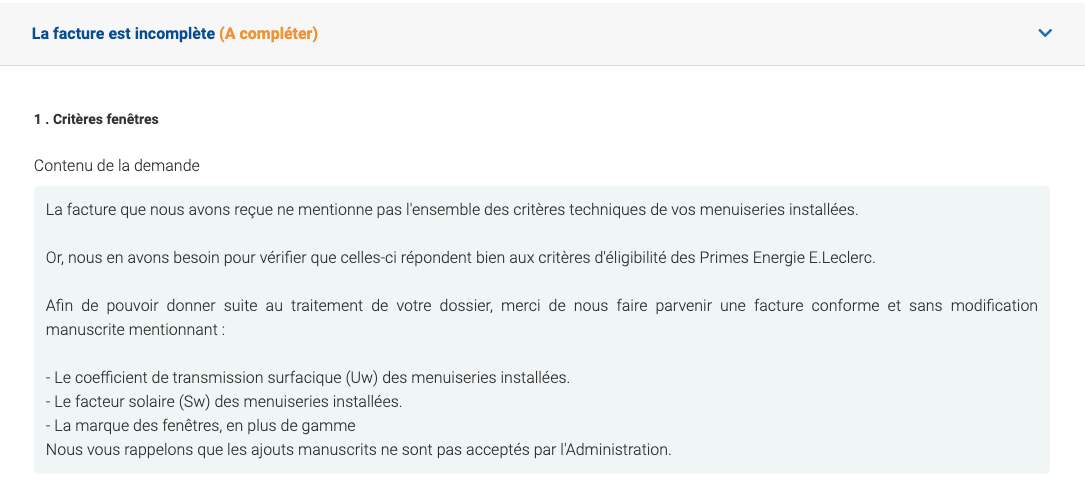 La facture est incomplète (A compléter)
1 . Critères fenêtres
Contenu de la demande
La facture que nous avons reçue ne mentionne pas l'ensemble des critères techniques de vos menuiseries installées.
Or, nous en avons besoin pour vérifier que celles-ci répondent bien aux critères d'éligibilité des Primes Energie E.Leclerc.
Afin de pouvoir donner suite au traitement de votre dossier, merci de nous faire parvenir une facture conforme et sans modification
manuscrite mentionnant :
- Le coefficient de transmission surfacique (Uw) des menuiseries installées.
- Le facteur solaire (Sw) des menuiseries installées.
- La marque des fenêtres, en plus de gamme
Nous vous rappelons que les ajouts manuscrits ne sont pas acceptés par l'Administration.